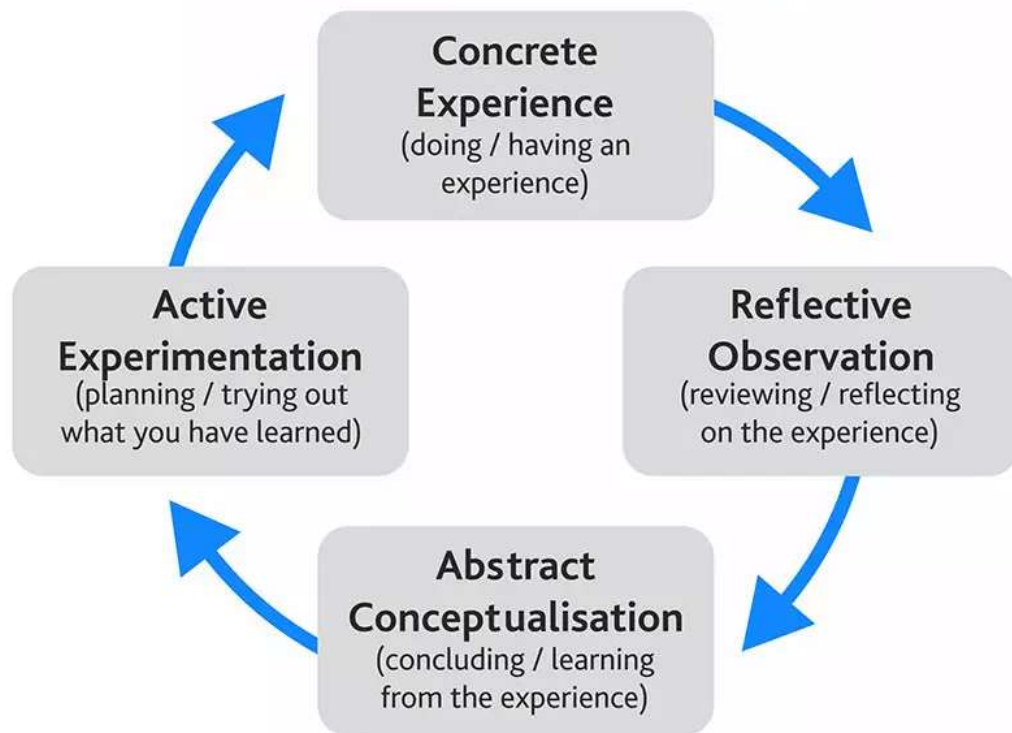 Concrete
Experience
(doing / having an
experience)
Reflective
Observation
(reviewing / reflecting
on the experience)
Abstract
Conceptualisation
(concluding / learning
from the experience)
Active
Experimentation
(planning / trying out
what you have learned)